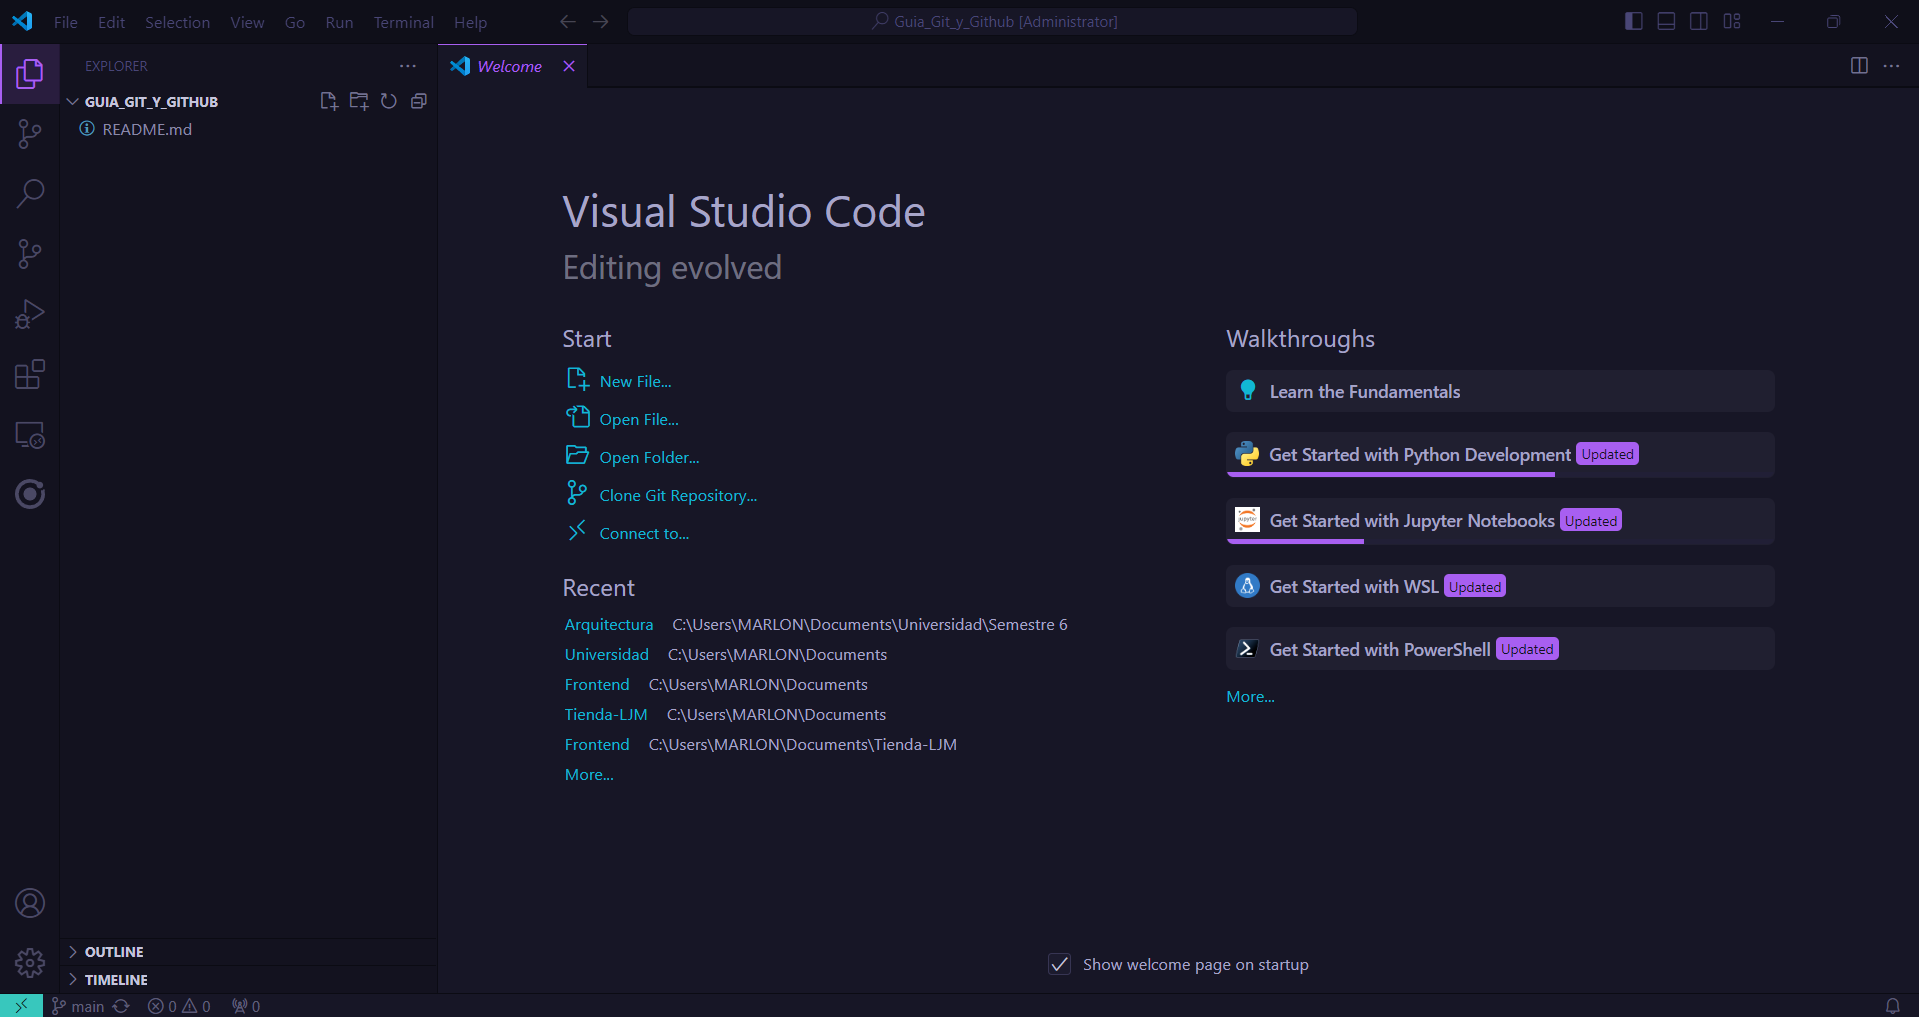 File Edit Selection View Go Run Terminal Help
Guia_Git_y_Github [Administrator]
EXPLORER
GUIA_GIT_Y_GITHUB
README.md
OUTLINE
TIMELINE
Welcome
Visual Studio Code
Editing evolved
Start
New File...
Open File...
Open Folder...
Clone Git Repository...
Connect to...
Recent
Arquitectura C:\Users\MARLON\Documents\Universidad\Semestre 6
Universidad C:\Users\MARLON\Documents
Frontend C:\Users\MARLON\Documents
Tienda-LJM C:\Users\MARLON\Documents
Frontend C:\Users\MARLON\Documents\Tienda-LJM
More...
Walkthroughs
Learn the Fundamentals
Get Started with Python Development Updated
jupyter
Get Started with Jupyter Notebooks Updated
Get Started with WSL Updated
Get Started with PowerShell Updated
More...
Show welcome page on startup
main 0 0 0